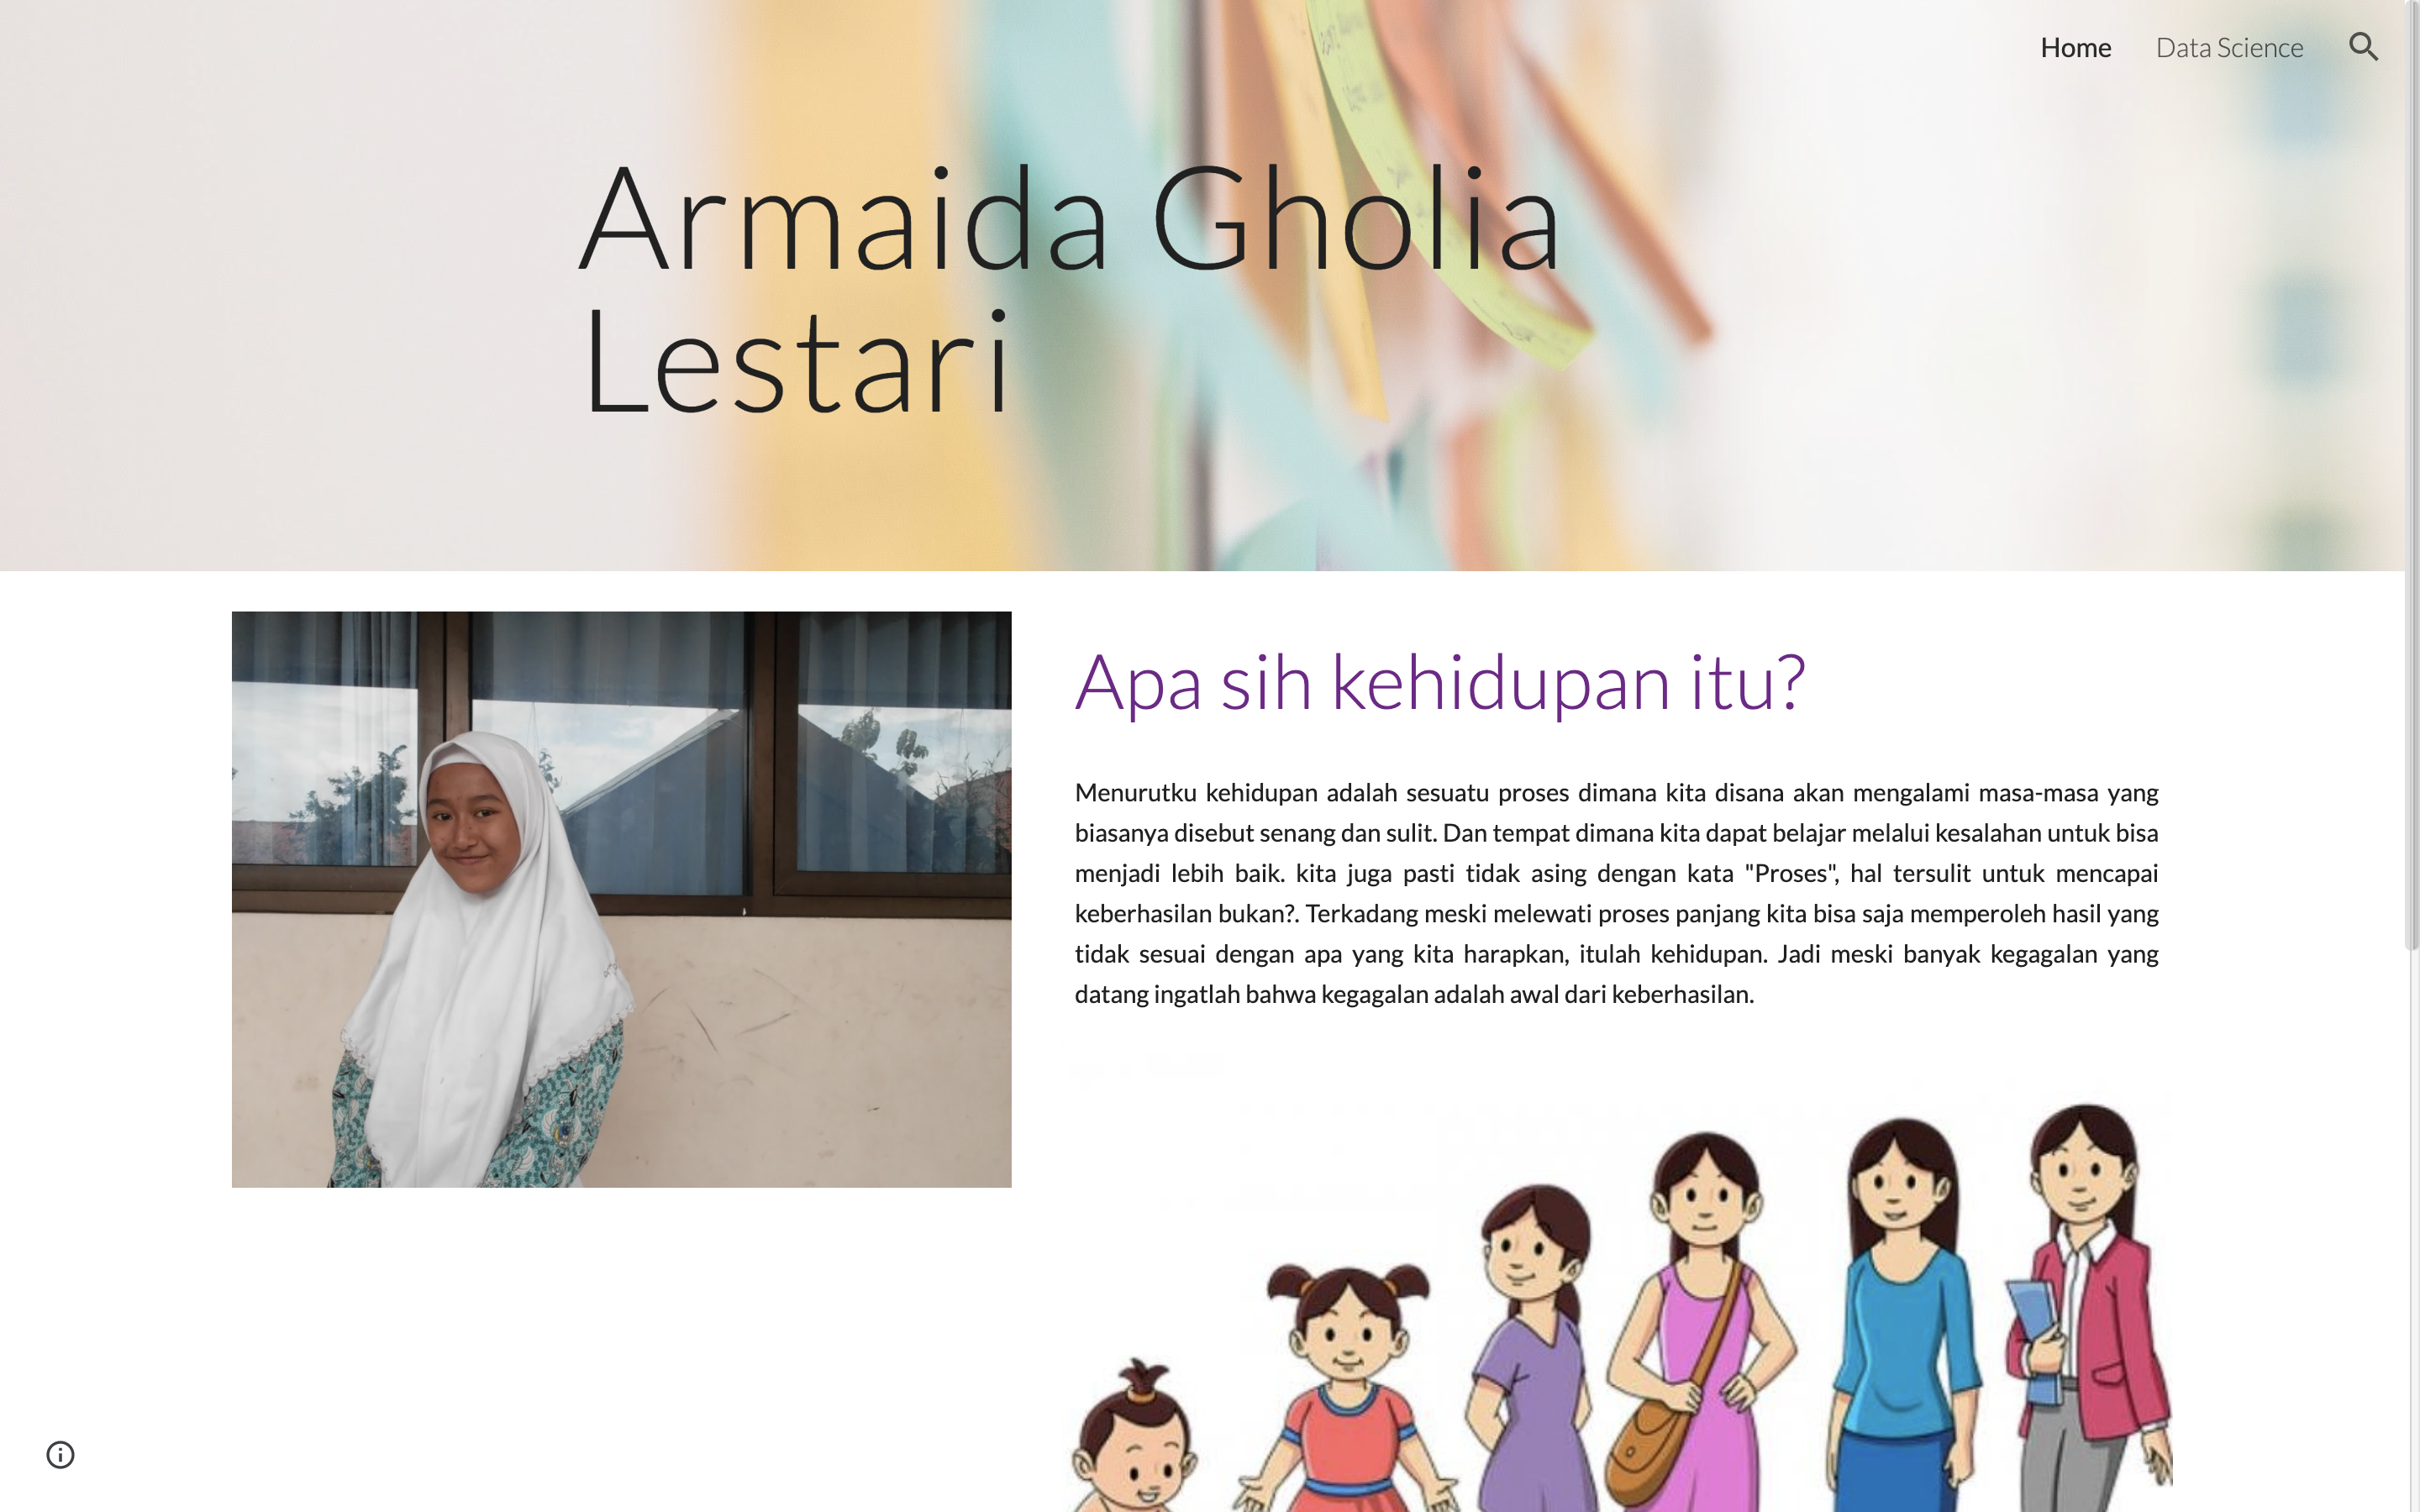 Home Data Science
Armaida Gholia
Lestari
Apa sih kehidupan itu?
Menurutku kehidupan adalah sesuatu proses dimana kita disana akan mengalami masa-masa yang
biasanya disebut senang dan sulit. Dan tempat dimana kita dapat belajar melalui kesalahan untuk bisa
menjadi lebih baik. kita juga pasti tidak asing dengan kata "Proses", hal tersulit untuk mencapai
keberhasilan bukan?. Terkadang meski melewati proses panjang kita bisa saja memperoleh hasil yang
tidak sesuai dengan apa yang kita harapkan, itulah kehidupan. Jadi meski banyak kegagalan yang
datang ingatlah bahwa kegagalan adalah awal dari keberhasilan.